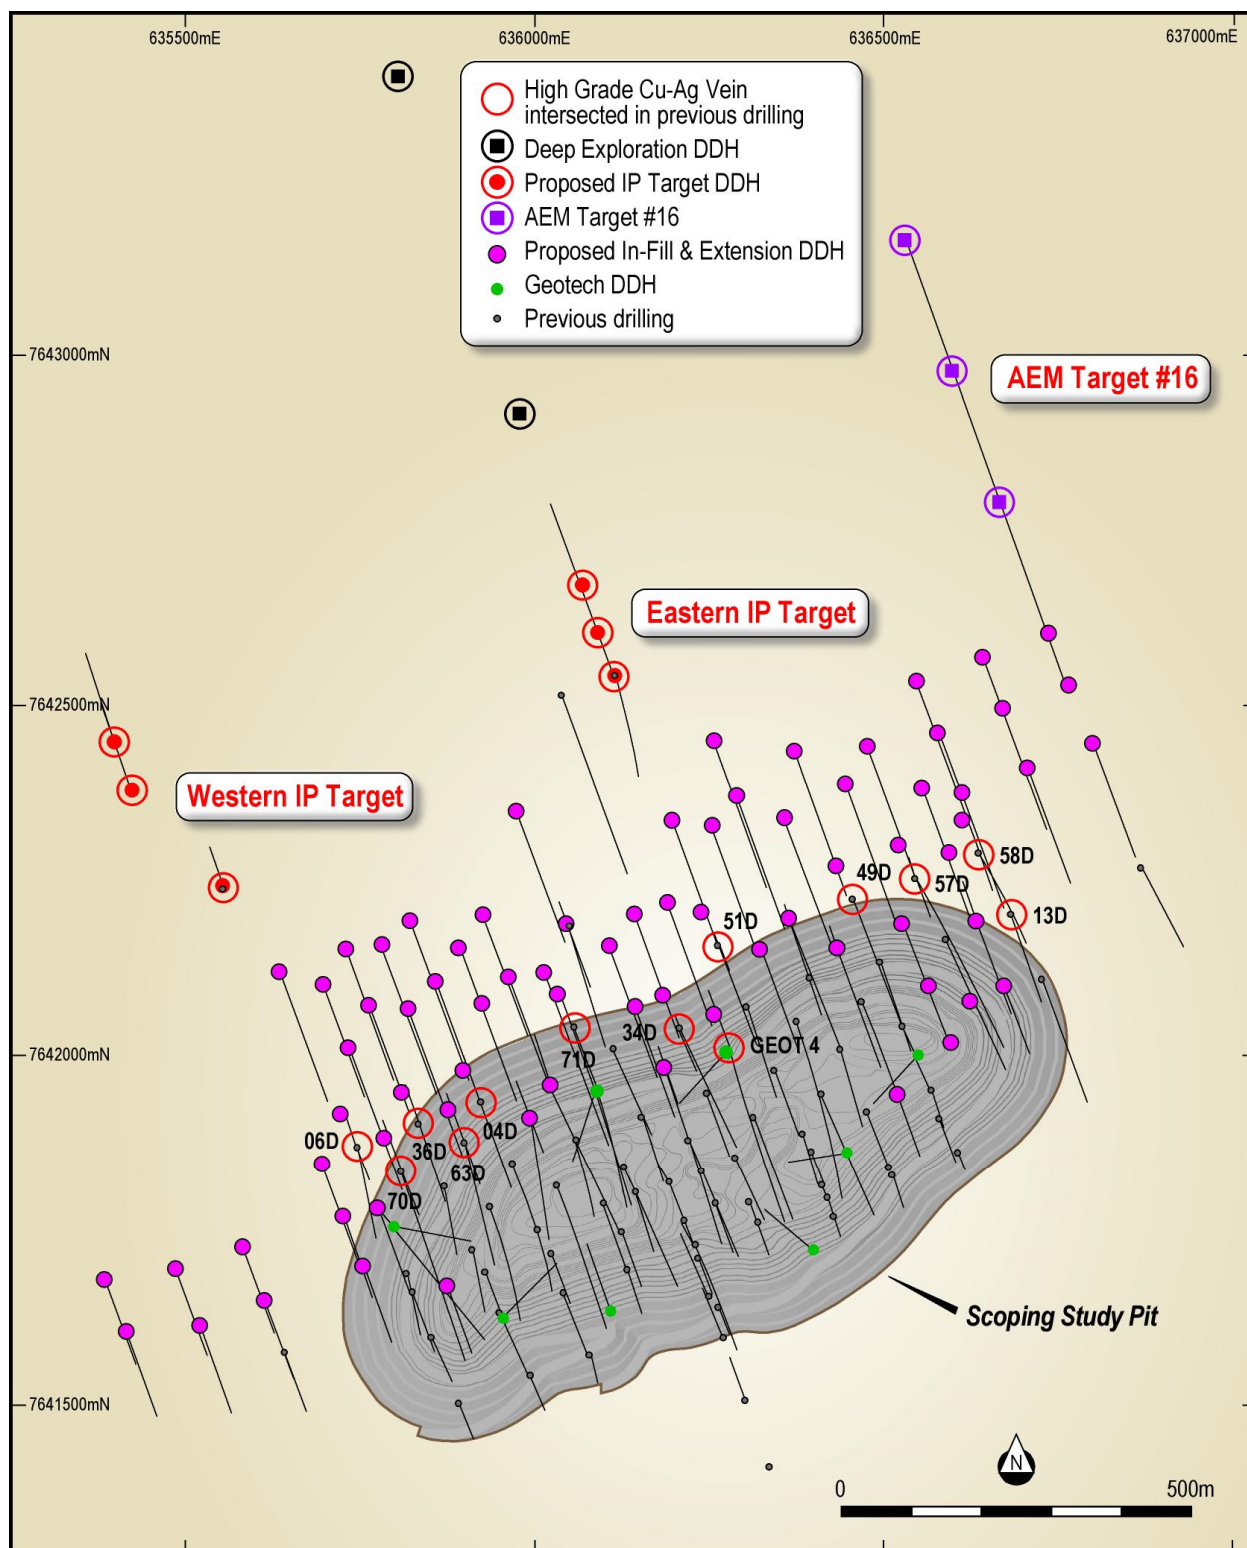 635500mE
636000mE
636500mE
637000mE
High Grade Cu-Ag Vein
intersected in previous drilling
Deep Exploration DDH
Proposed IP Target DDH
AEM Target #16
Proposed In-Fill & Extension DDH
Geotech DDH
Previous drilling
7643000mN
AEM Target #16
Eastern IP Target
7642500mN
Western IP Target
58D
49D
57D
13D
51D
34D
71D
GEOT 4
7642000mN
04D
06D
36D
63D
70D
Scoping Study Pit
7641500mN
N
0
500m